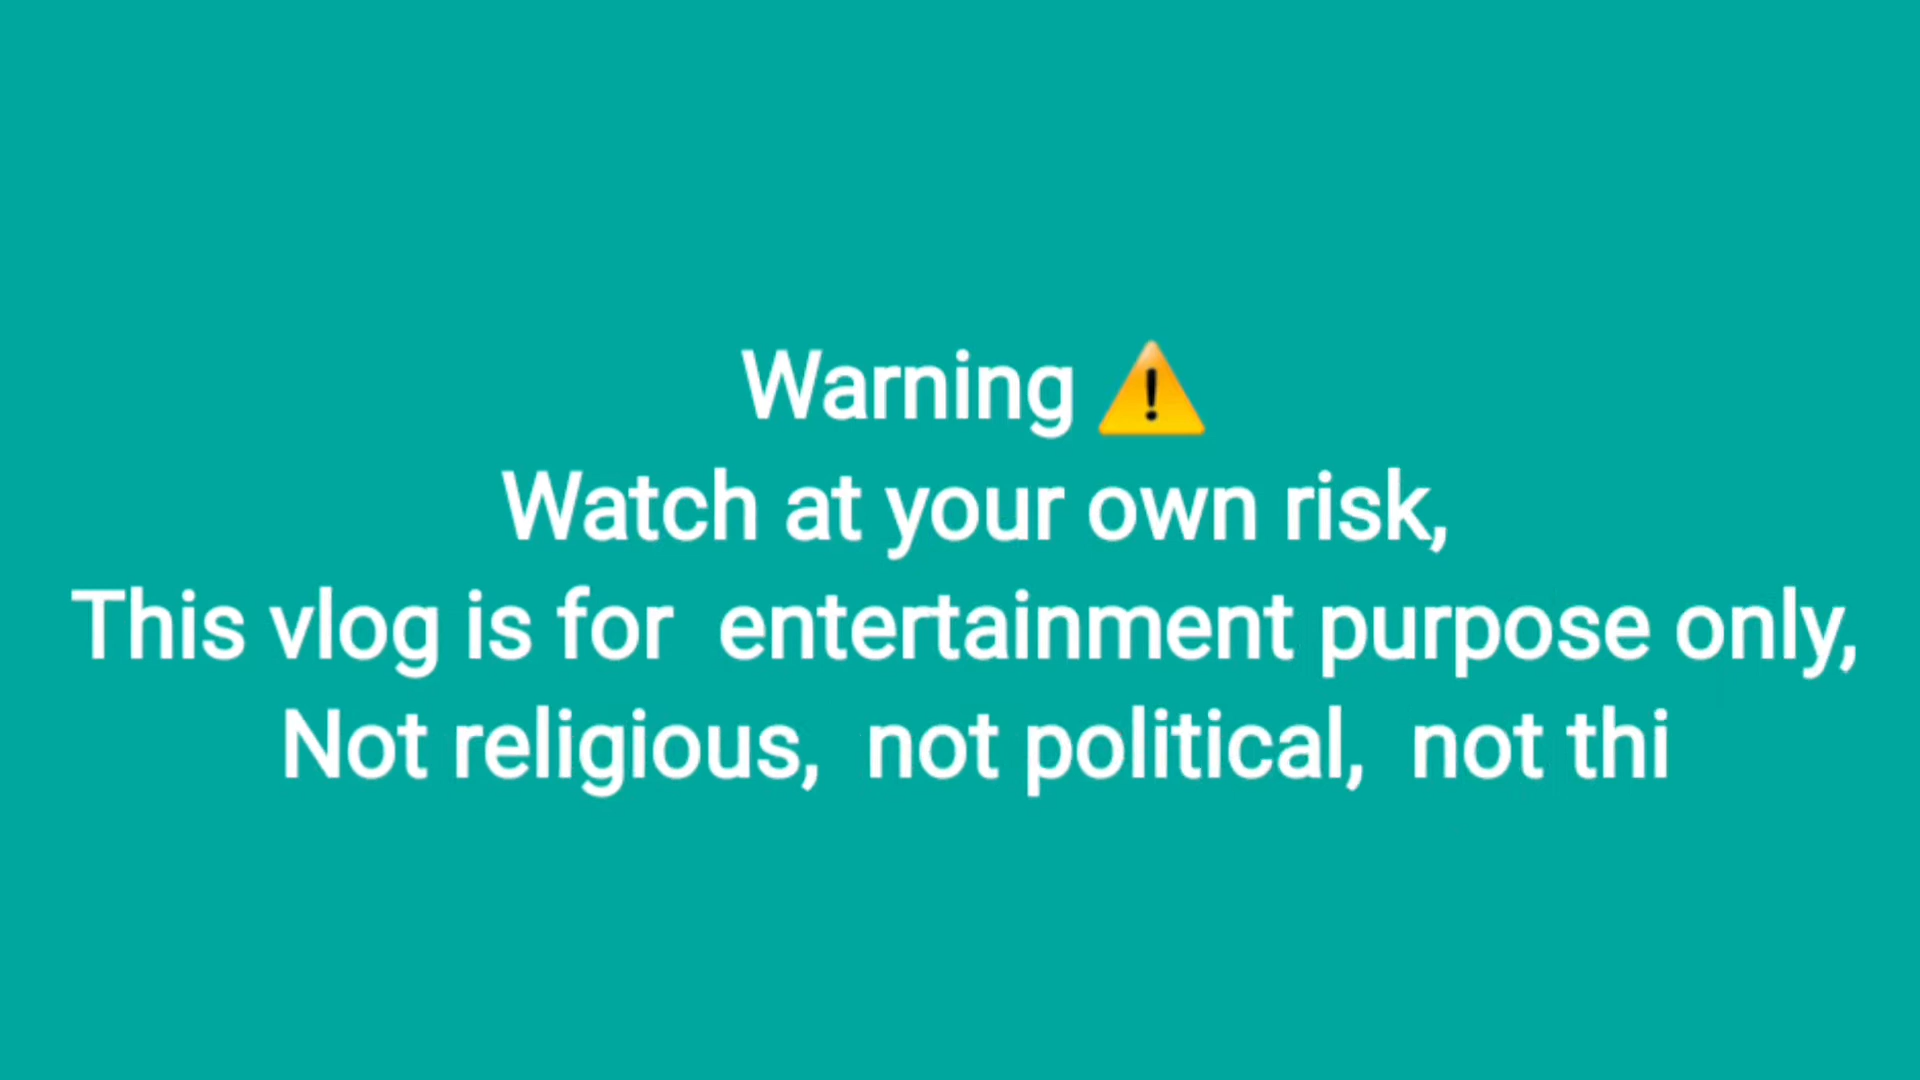 Warning ⚠️
Watch at your own risk,
This vlog is for  entertainment purpose only,
Not religious,  not political,  not thi